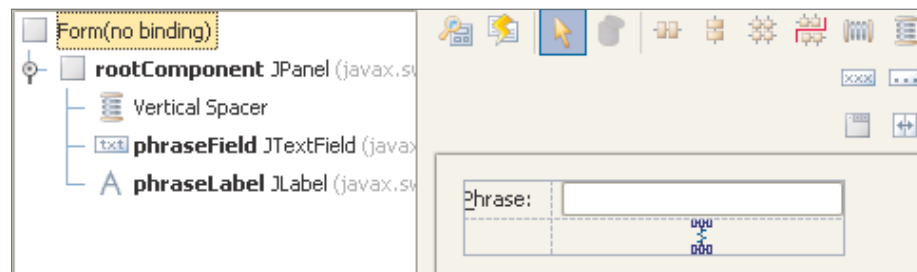 Form(no binding)
rootComponent JPanel (javax.sw
Vertical Spacer
txt phraseField JTextField (javax
A phraseLabel JLabel (javax.sw
xxx
Phrase: